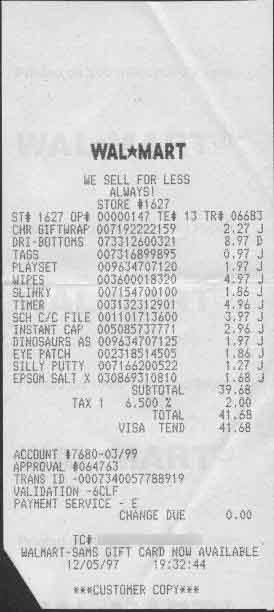 WAL★MART
WE SELL FOR LESS
ALWAYS!
STORE #1627
ST# 1627 OP# 00000147 TE# 13 TR# 06683
CHR GIFTWRAP 007192222159 2.27 J
DRI-BOTTOMS 073312600321 8.97 D
TAGS 007316899895 0.97 J
PLAYSET 009634707120 1.97 J
WIPES 003600018320 4.97 J
SLINKY 007154700100 1.86 J
TIMER 003132312901 4.96 J
SCH C/C FILE 001101713600 3.97 J
INSTANT CAP 005085737771 2.96 J
DINOSAURS AS 009634707125 1.97 J
EYE PATCH 002318514505 1.86 J
SILLY PUTTY 007166200522 1.27 J
EPSOM SALT X 030869310810 1.68 J
SUBTOTAL 39.68
TAX 1 6.500 % 2.00
TOTAL 41.68
VISA TEND 41.68
ACCOUNT #7680-03/99
APPROVAL #064763
TRANS ID -0007340057788919
VALIDATION -6CLF
PAYMENT SERVICE - E
CHANGE DUE 0.00
TC#
WALMART-SAMS GIFT CARD NOW AVAILABLE
12/05/97 19:32:44
***CUSTOMER COPY***